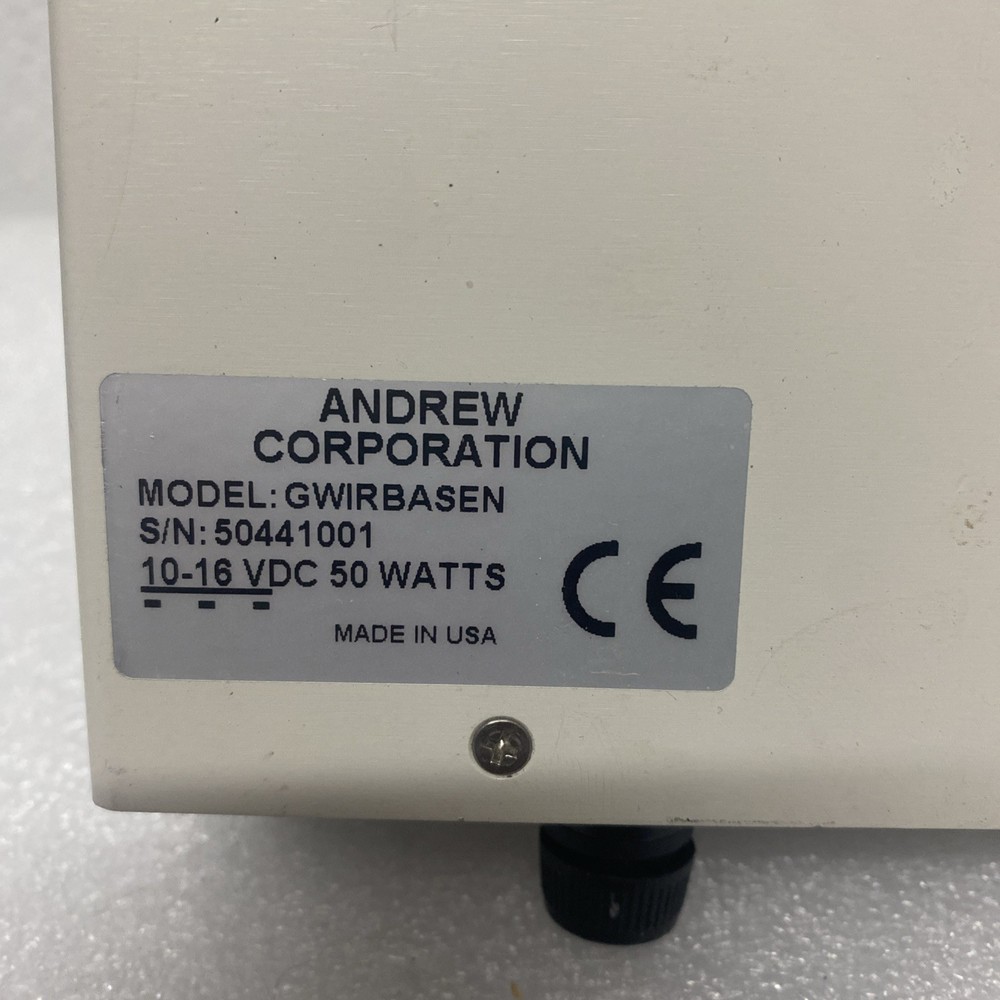 ANDREW
CORPORATION
MODEL: GWIRBASEN
S/N: 50441001
10-16 VDC 50 WATTS
CE
MADE IN USA